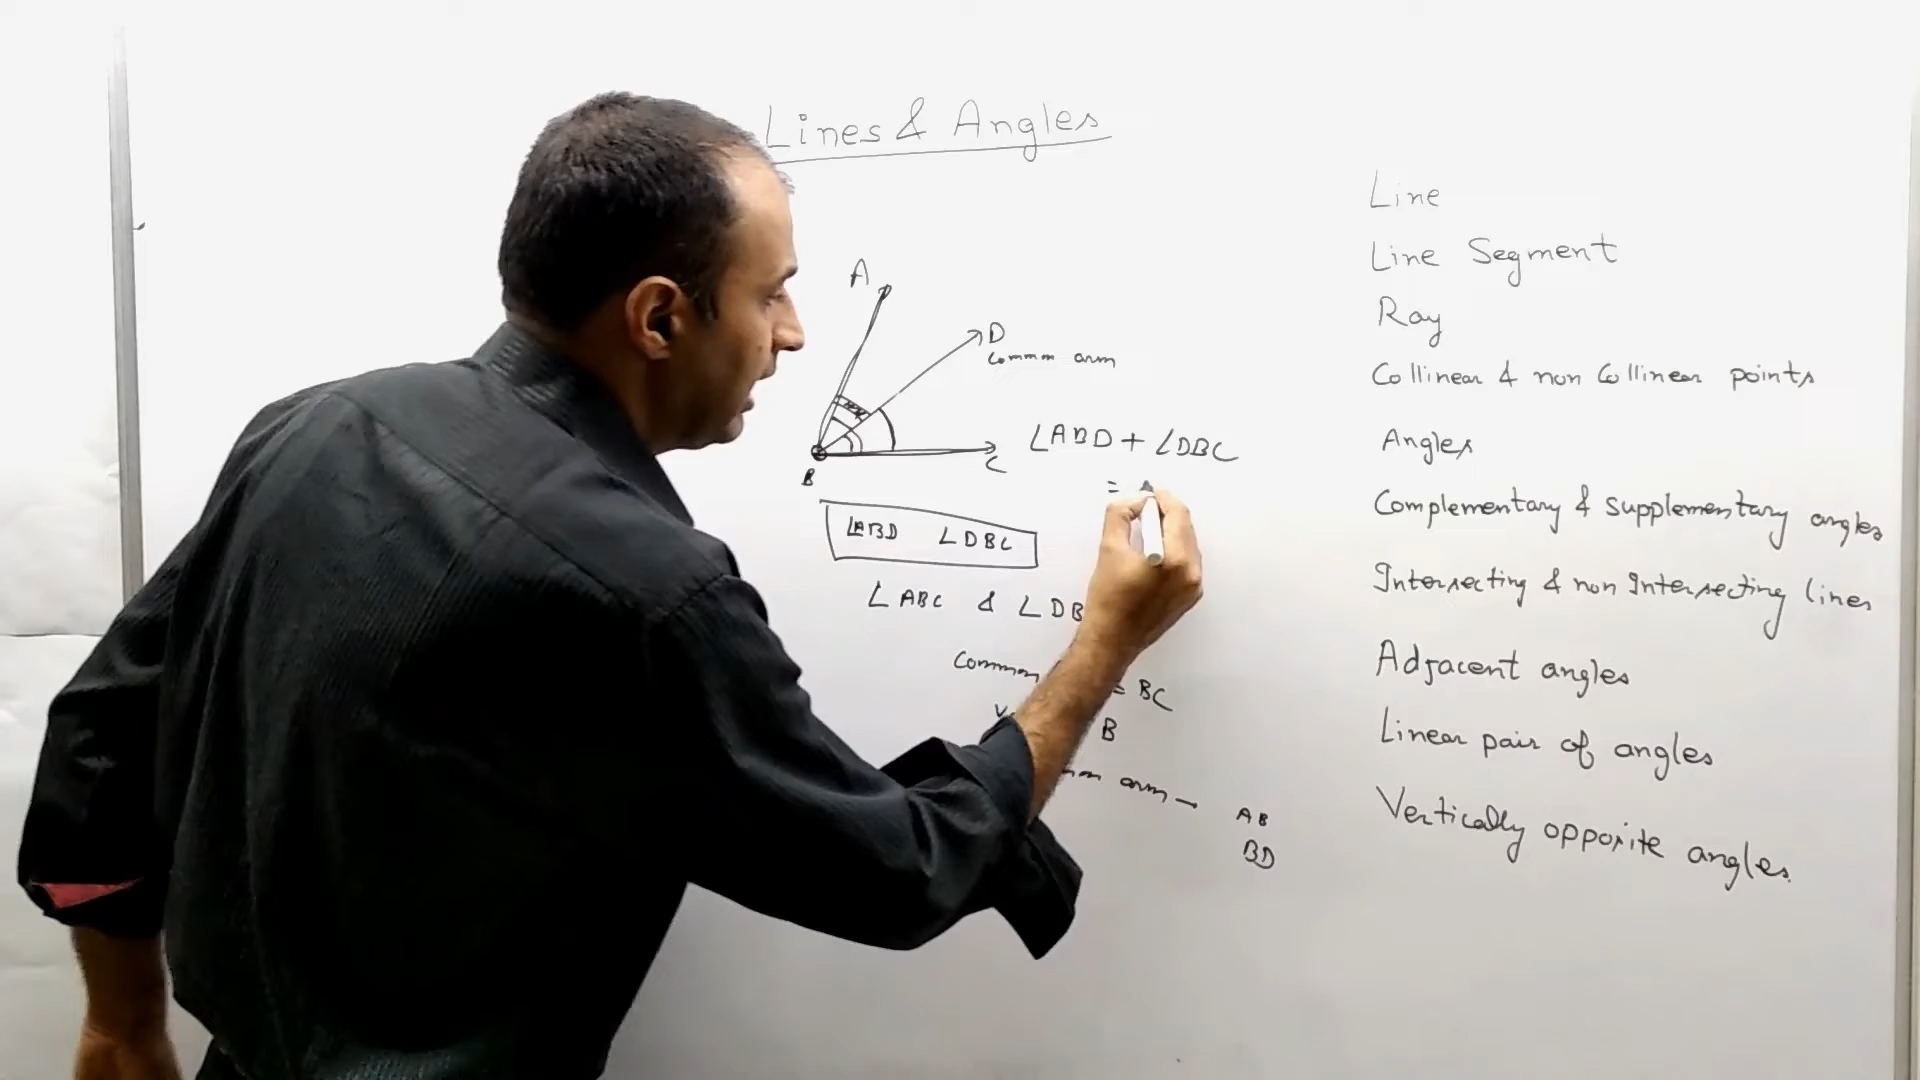 Lines & Angles
A
D
Common arm
B
C
∠ABD + ∠DBC
=
∠ABD ∠DBC
∠ABC & ∠DB
Common = BC
B
arm - AB
BD
Line
Line Segment
Ray
Collinear & non Collinear points
Angles
Complementary & supplementary angles
Intersecting & non Intersecting lines
Adjacent angles
Linear pair of angles
Vertically opposite angles.